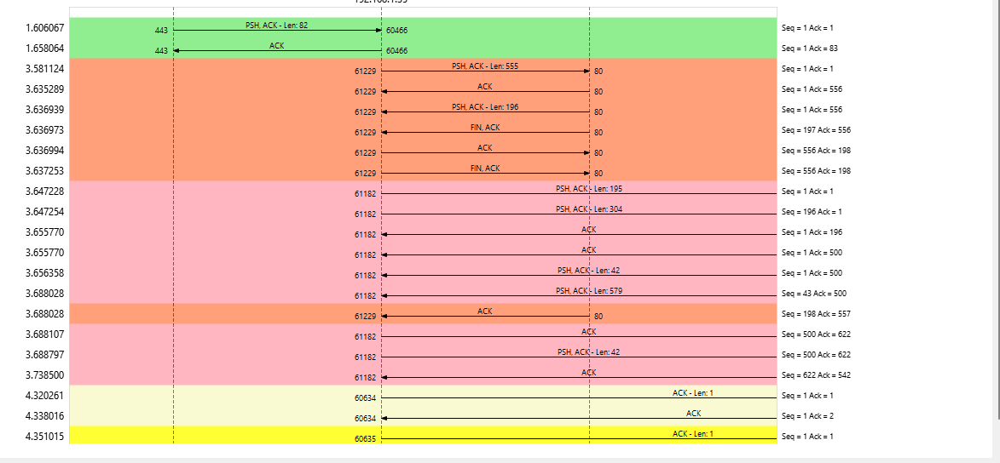 1.606067 443 PSH, ACK - Len: 82 60466 Seq = 1 Ack = 1
1.658064 443 ACK 60466 Seq = 1 Ack = 83
3.581124 61229 PSH, ACK - Len: 555 80 Seq = 1 Ack = 1
3.635289 61229 ACK 80 Seq = 1 Ack = 556
3.636939 61229 PSH, ACK - Len: 196 80 Seq = 1 Ack = 556
3.636973 61229 FIN, ACK 80 Seq = 197 Ack = 556
3.636994 61229 ACK 80 Seq = 556 Ack = 198
3.637253 61229 FIN, ACK 80 Seq = 556 Ack = 198
3.647228 61182 PSH, ACK - Len: 195 Seq = 1 Ack = 1
3.647254 61182 PSH, ACK - Len: 304 Seq = 196 Ack = 1
3.655770 61182 ACK Seq = 1 Ack = 196
3.655770 61182 ACK Seq = 1 Ack = 500
3.656358 61182 PSH, ACK - Len: 42 Seq = 1 Ack = 500
3.688028 61182 PSH, ACK - Len: 579 Seq = 43 Ack = 500
3.688028 61229 ACK 80 Seq = 198 Ack = 557
3.688107 61182 ACK Seq = 500 Ack = 622
3.688797 61182 PSH, ACK - Len: 42 Seq = 500 Ack = 622
3.738500 61182 ACK Seq = 622 Ack = 542
4.320261 60634 ACK - Len: 1 Seq = 1 Ack = 1
4.338016 60634 ACK Seq = 1 Ack = 2
4.351015 60635 ACK - Len: 1 Seq = 1 Ack = 1